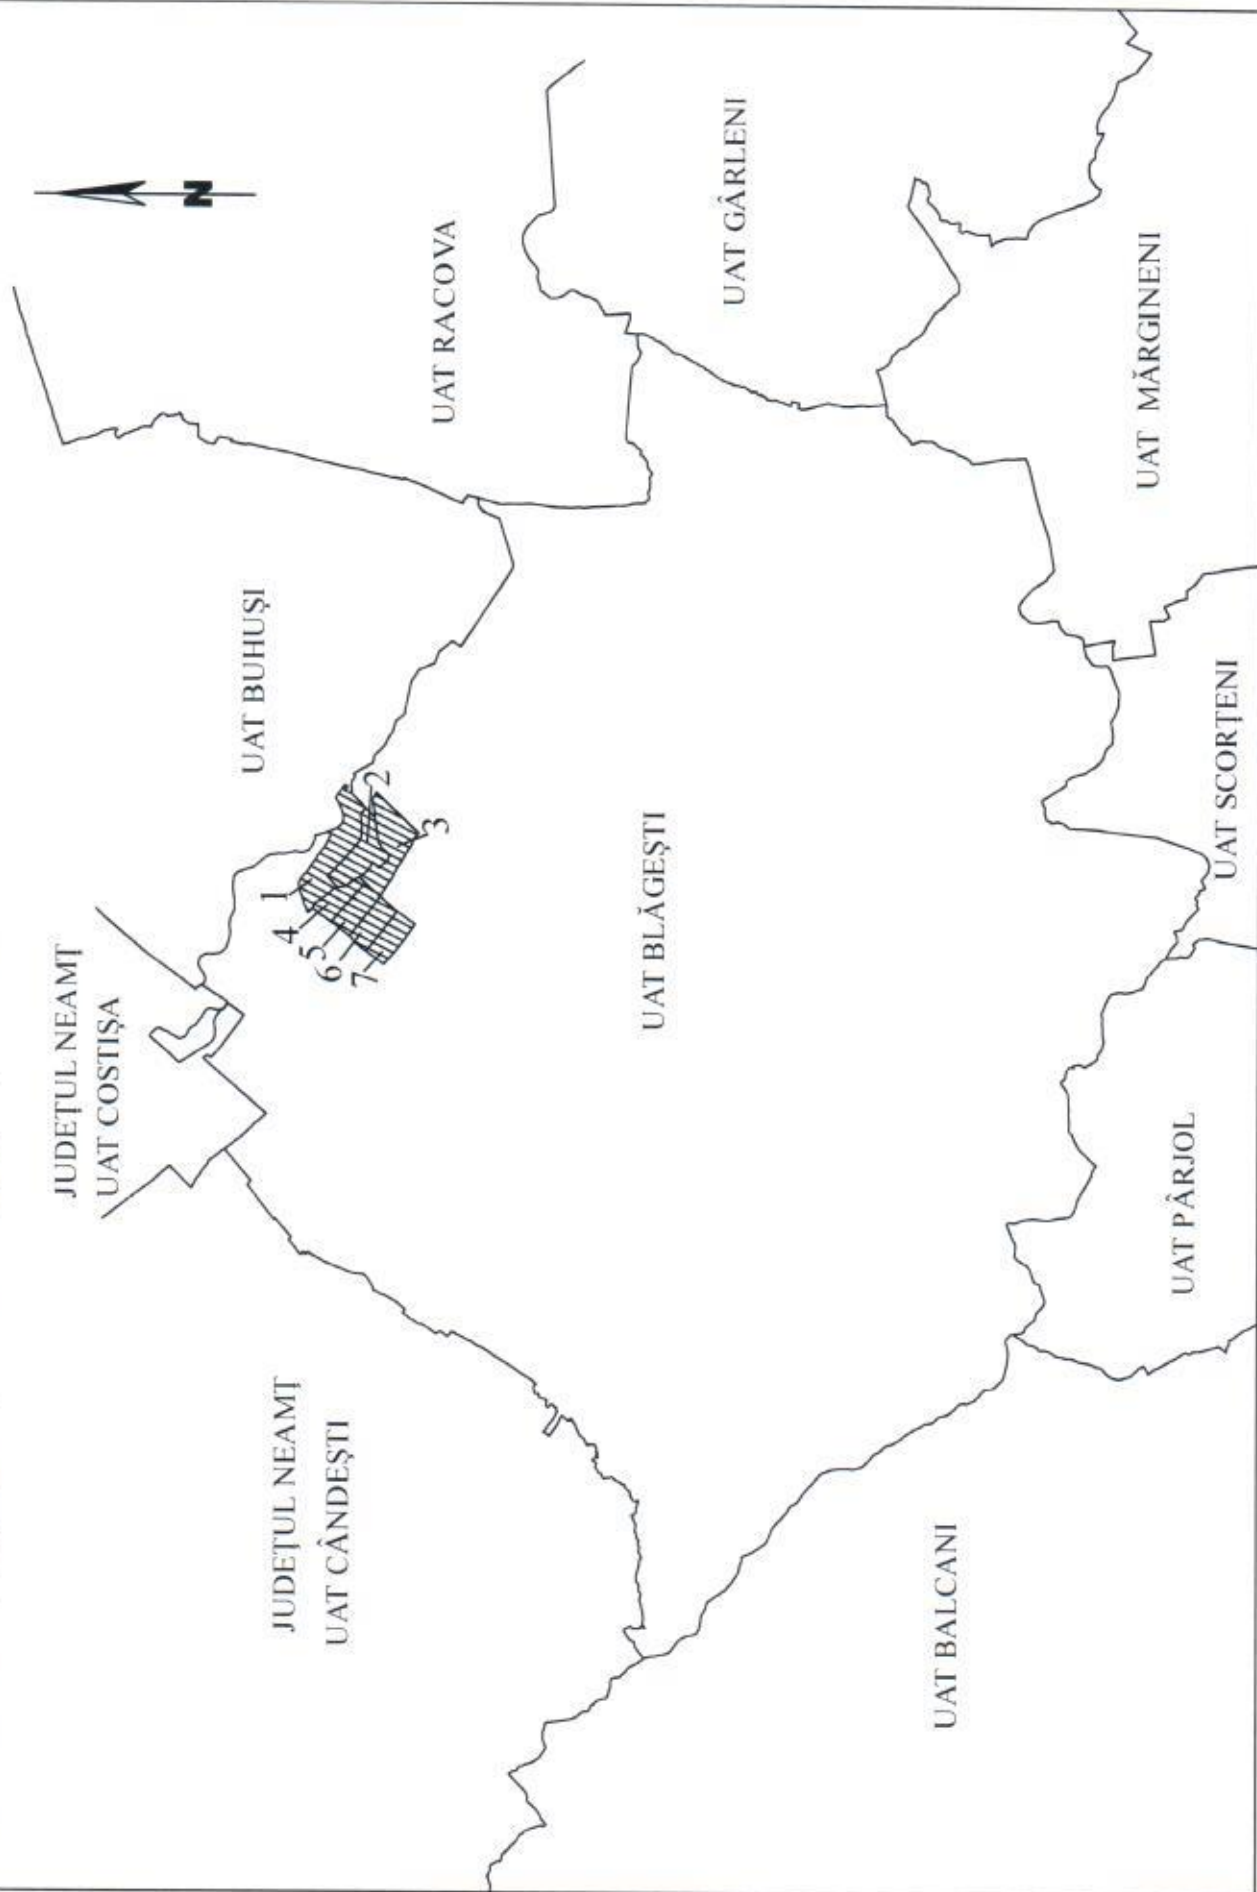 JUDEȚUL NEAMȚ
UAT COSTIȘA
N
UAT BUHUȘI
UAT RACOVA
JUDEȚUL NEAMȚ
UAT CÂNDEȘTI
1
4
5
6
7
2
3
UAT BLĂGEȘTI
UAT GÂRLENI
UAT BALCANI
UAT PÂRJOL
UAT SCORȚENI
UAT MĂRGINENI